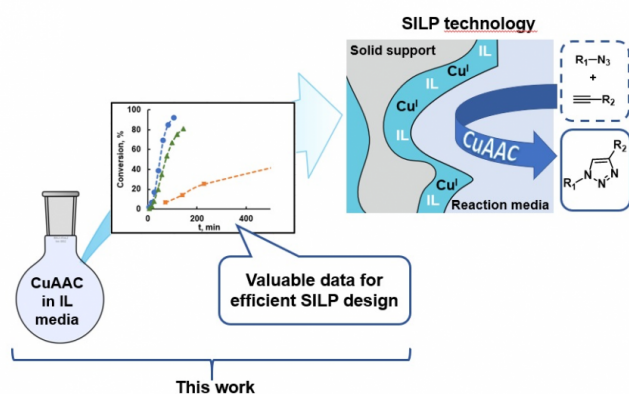 SILP technology
Solid support
IL
Cuᴵ
IL
Cuᴵ
IL
Cuᴵ
IL
CuAAC
Reaction media
R₁–N₃
+
R₂
R₂
N
N
N
R₁
Conversion, %
100
80
60
40
20
0
0
200
400
t, min
CuAAC
in IL
media
Valuable data for
efficient SILP design
This work